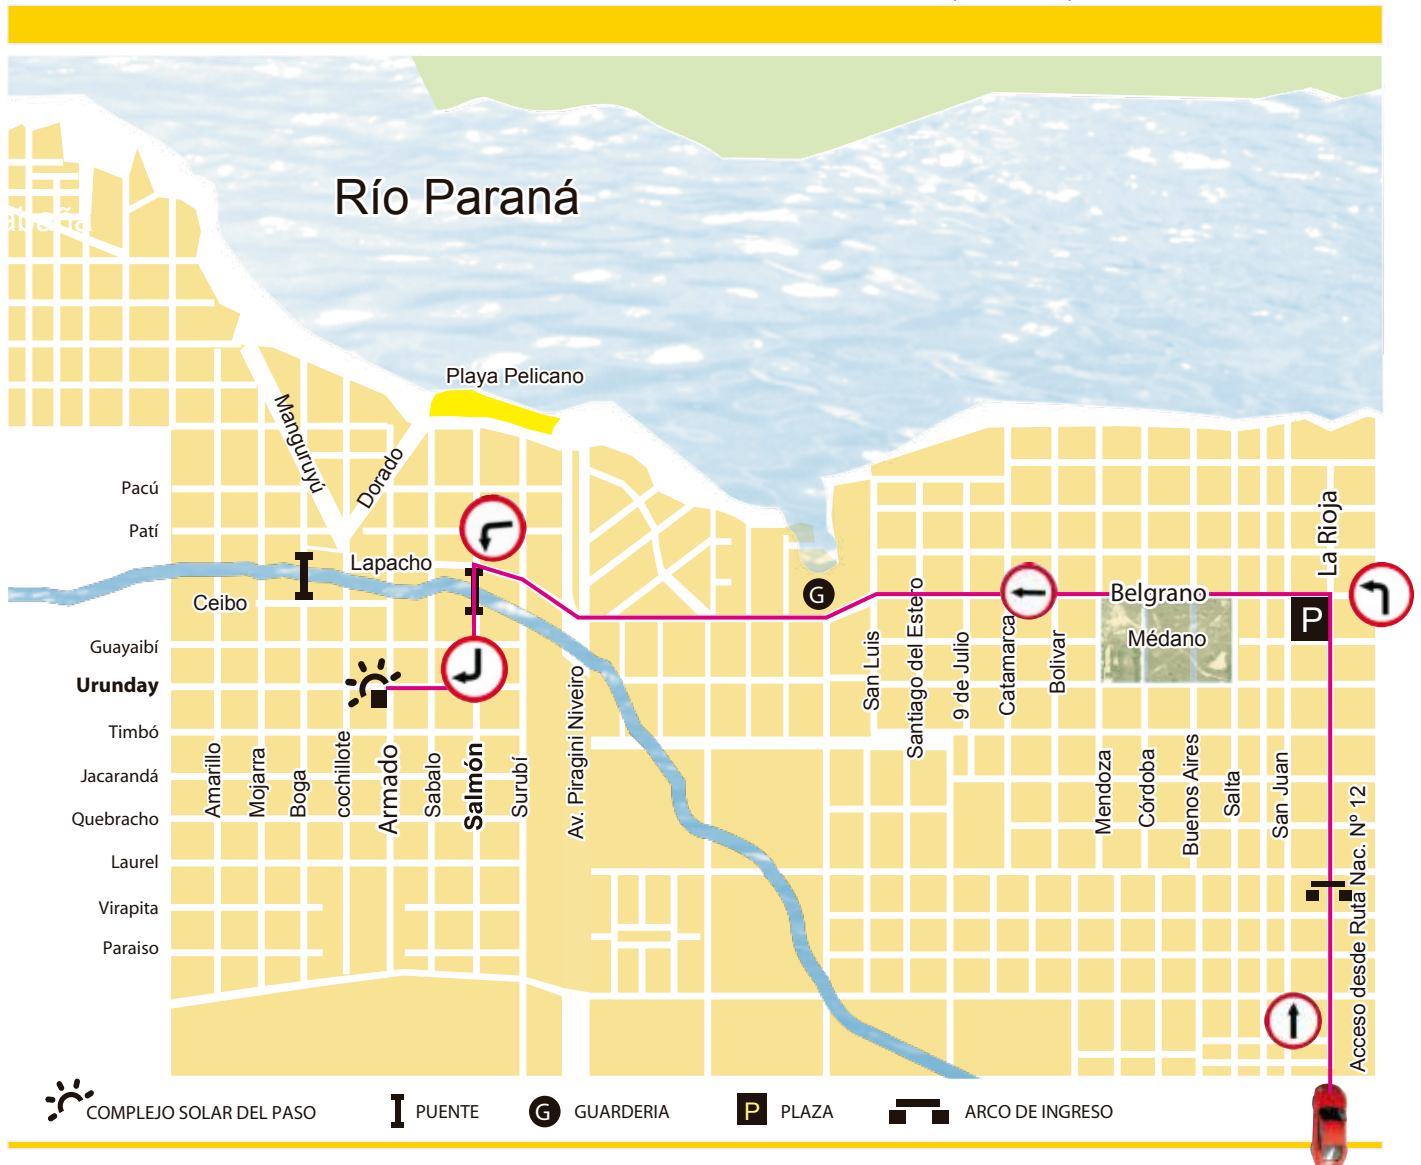 Río Paraná
Playa Pelicano
Manguruyú
Dorado
Pacú
Patí
Lapacho
Ceibo
Guayaibí
Urunday
Timbó
Jacarandá
Quebracho
Laurel
Virapita
Paraiso
Amarillo
Mojarra
Boga
cochillote
Armado
Sabalo
Salmón
Surubí
Av. Piragini Niveiro
G
San Luis
Santiago del Estero
9 de Julio
Catamarca
Bolivar
Belgrano
Médano
P
La Rioja
Mendoza
Córdoba
Buenos Aires
Salta
San Juan
Acceso desde Ruta Nac. Nº 12
COMPLEJO SOLAR DEL PASO
PUENTE
G GUARDERIA
P PLAZA
ARCO DE INGRESO